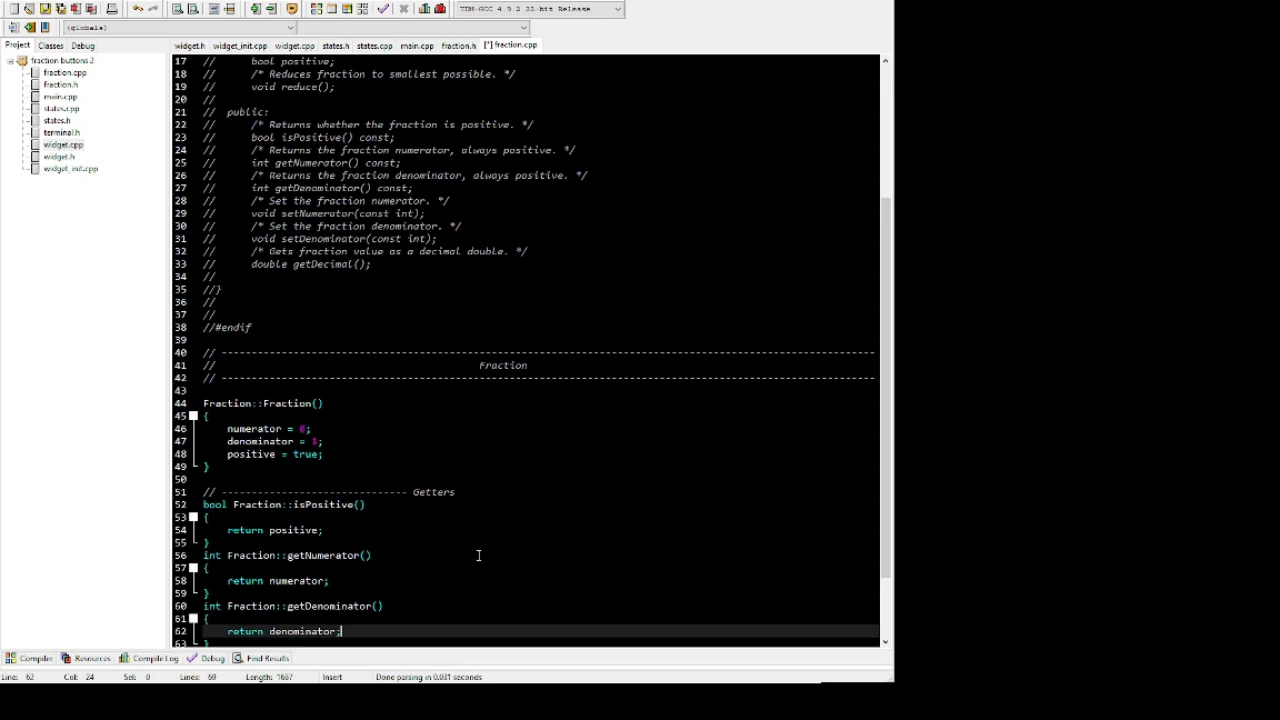 TDM-GCC 4.9.2 32-bit Release
(globals)
Project Classes Debug
widget.h widget_init.cpp widget.cpp states.h states.cpp main.cpp fraction.h [*] fraction.cpp
fraction buttons 2
fraction.cpp
fraction.h
main.cpp
states.cpp
states.h
terminal.h
widget.cpp
widget.h
widget_init.cpp
17 // bool positive;
18 // /* Reduces fraction to smallest possible. */
19 // void reduce();
20 //
21 // public:
22 // /* Returns whether the fraction is positive. */
23 // bool isPositive() const;
24 // /* Returns the fraction numerator, always positive. */
25 // int getNumerator() const;
26 // /* Returns the fraction denominator, always positive. */
27 // int getDenominator() const;
28 // /* Set the fraction numerator. */
29 // void setNumerator(const int);
30 // /* Set the fraction denominator. */
31 // void setDenominator(const int);
32 // /* Gets fraction value as a decimal double. */
33 // double getDecimal();
34 //
35 //}
36 //
37 //
38 //#endif
39
40 // -------------------------------------------------------------------------------------------------------------
41 // Fraction
42 // -------------------------------------------------------------------------------------------------------------
43
44 Fraction::Fraction()
45 {
46 numerator = 0;
47 denominator = 1;
48 positive = true;
49 }
50
51 // ------------------------------- Getters
52 bool Fraction::isPositive()
53 {
54 return positive;
55 }
56 int Fraction::getNumerator()
57 {
58 return numerator;
59 }
60 int Fraction::getDenominator()
61 {
62 return denominator;
63 }
Compiler Resources Compile Log Debug Find Results
Line: 62 Col: 24 Sel: 0 Lines: 69 Length: 1687 Insert Done parsing in 0.031 seconds